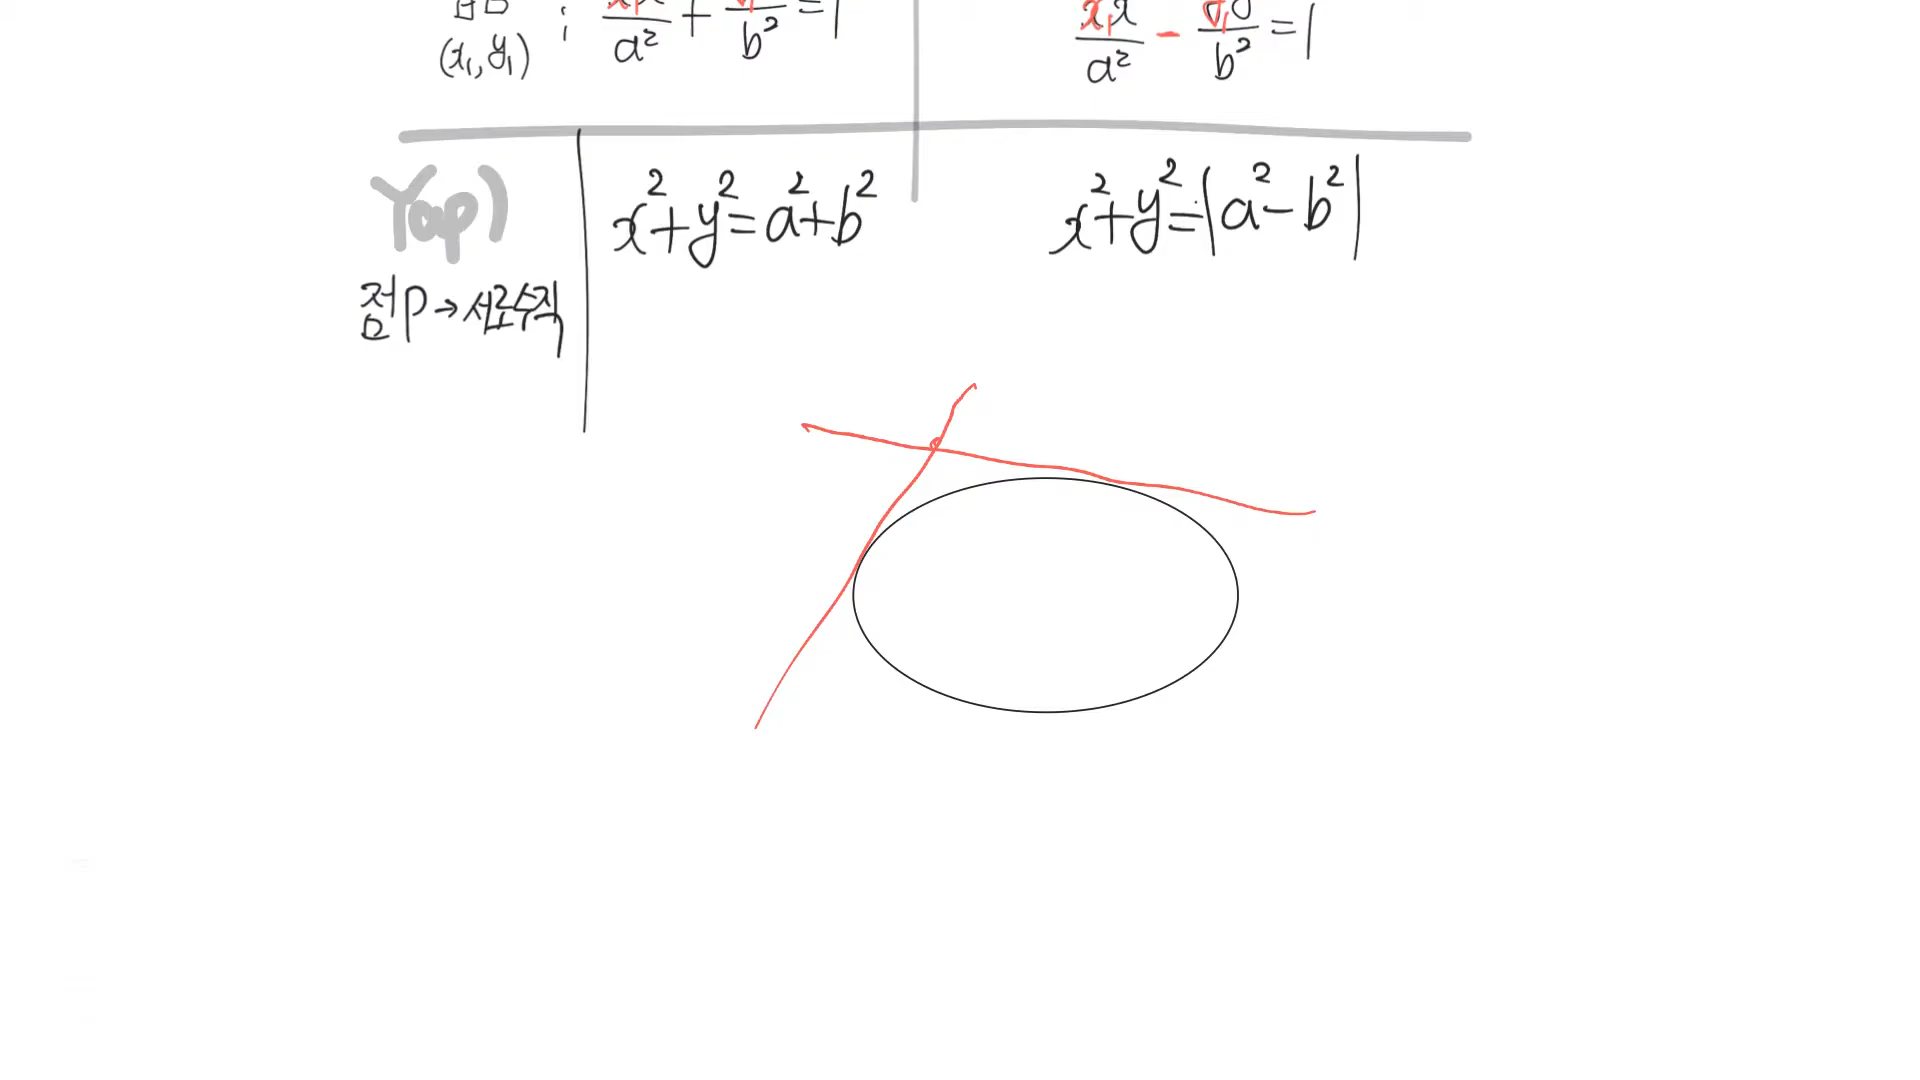 (x₁, y₁) : x₁x/a² + y₁y/b² = 1
x₁x/a² - y₁y/b² = 1
Yap)
x²+y²=a²+b²
x²+y²=|a²-b²|
점P→서로수직